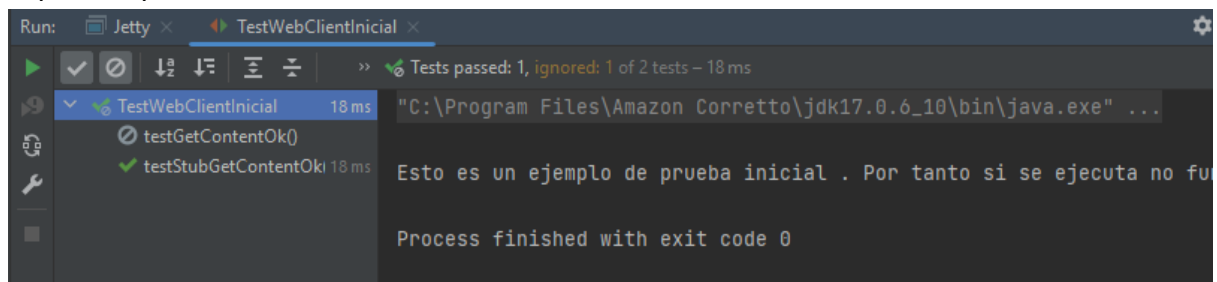 Run: Jetty × TestWebClientInicial ×
» Tests passed: 1, ignored: 1 of 2 tests – 18 ms
TestWebClientInicial 18 ms
testGetContentOk()
testStubGetContentOk( 18 ms
"C:\Program Files\Amazon Corretto\jdk17.0.6_10\bin\java.exe" ...
Esto es un ejemplo de prueba inicial . Por tanto si se ejecuta no
Process finished with exit code 0